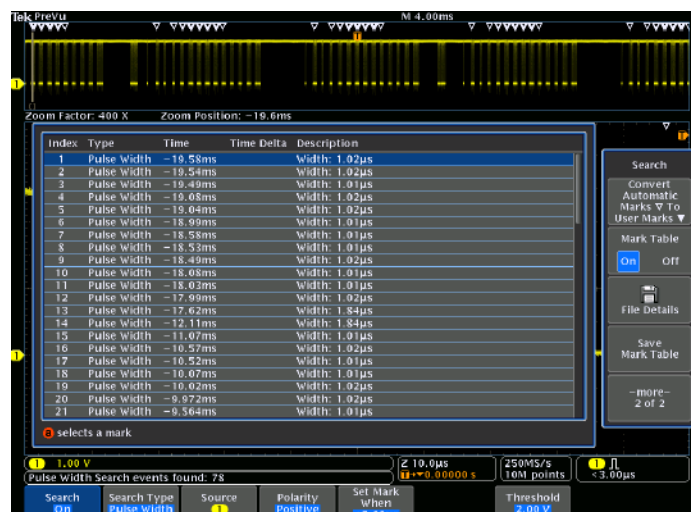 Tek PreVu M 4.00ms
Zoom Factor: 400 X Zoom Position: −19.6ms
Index Type Time Time Delta Description
1 Pulse Width −19.58ms Width: 1.02µs
2 Pulse Width −19.54ms Width: 1.02µs
3 Pulse Width −19.49ms Width: 1.01µs
4 Pulse Width −19.08ms Width: 1.02µs
5 Pulse Width −19.04ms Width: 1.02µs
6 Pulse Width −18.99ms Width: 1.01µs
7 Pulse Width −18.58ms Width: 1.01µs
8 Pulse Width −18.53ms Width: 1.01µs
9 Pulse Width −18.49ms Width: 1.02µs
10 Pulse Width −18.08ms Width: 1.01µs
11 Pulse Width −18.03ms Width: 1.01µs
12 Pulse Width −17.99ms Width: 1.02µs
13 Pulse Width −17.62ms Width: 1.84µs
14 Pulse Width −12.11ms Width: 1.84µs
15 Pulse Width −11.07ms Width: 1.01µs
16 Pulse Width −10.57ms Width: 1.02µs
17 Pulse Width −10.52ms Width: 1.01µs
18 Pulse Width −10.07ms Width: 1.01µs
19 Pulse Width −10.02ms Width: 1.02µs
20 Pulse Width −9.972ms Width: 1.02µs
21 Pulse Width −9.564ms Width: 1.01µs
a selects a mark
Search
Convert
Automatic
Marks ▽ To
User Marks ▼
Mark Table
On Off
File Details
Save
Mark Table
−more−
2 of 2
1 1.00 V
Z 10.0µs
T→▼0.00000 s
250MS/s
10M points
1
<3.00µs
Pulse Width Search events found: 78
Search
On
Search Type
Pulse Width
Source
1
Polarity
Positive
Set Mark
When
Threshold
2.00 V